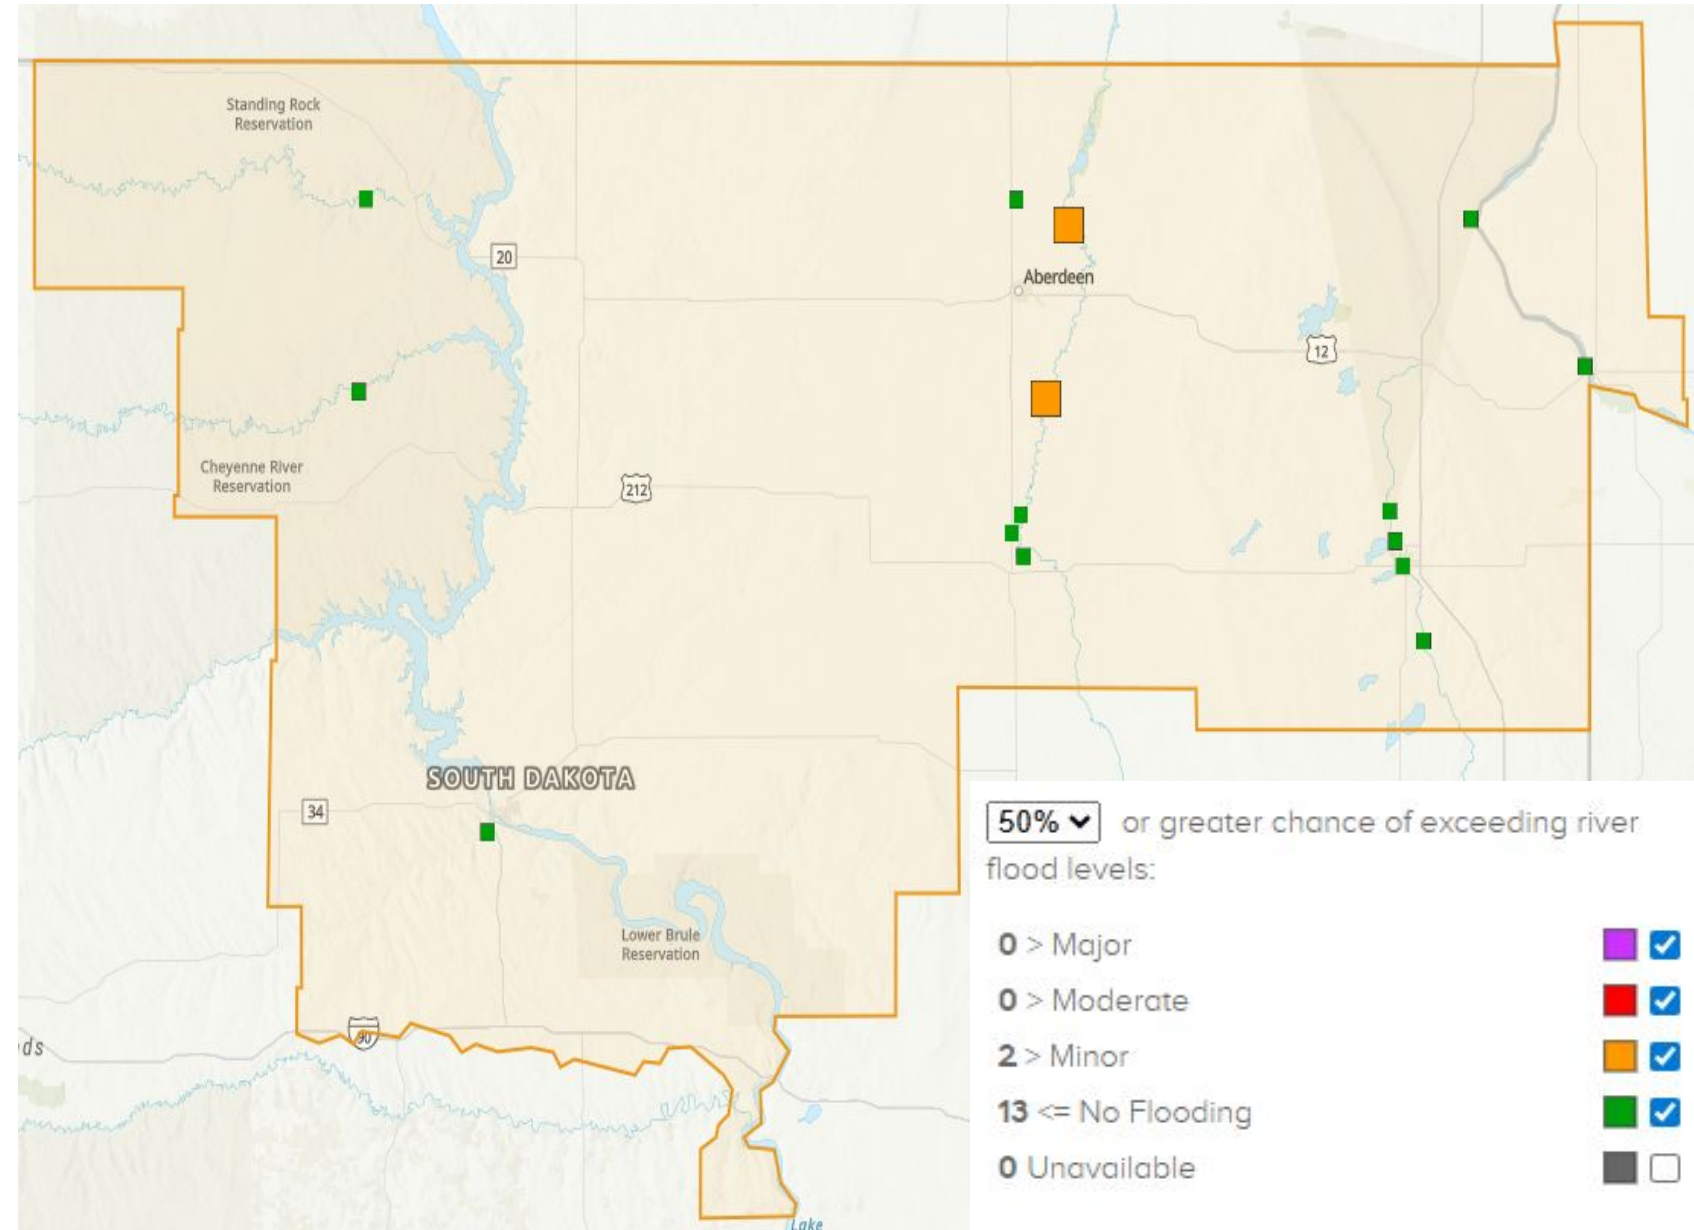 Standing Rock
Reservation
20
Aberdeen
12
Cheyenne River
Reservation
212
SOUTH DAKOTA
34
Lower Brule
Reservation
90
ds
Lake
50% or greater chance of exceeding river
flood levels:
0 > Major
0 > Moderate
2 > Minor
13 <= No Flooding
0 Unavailable